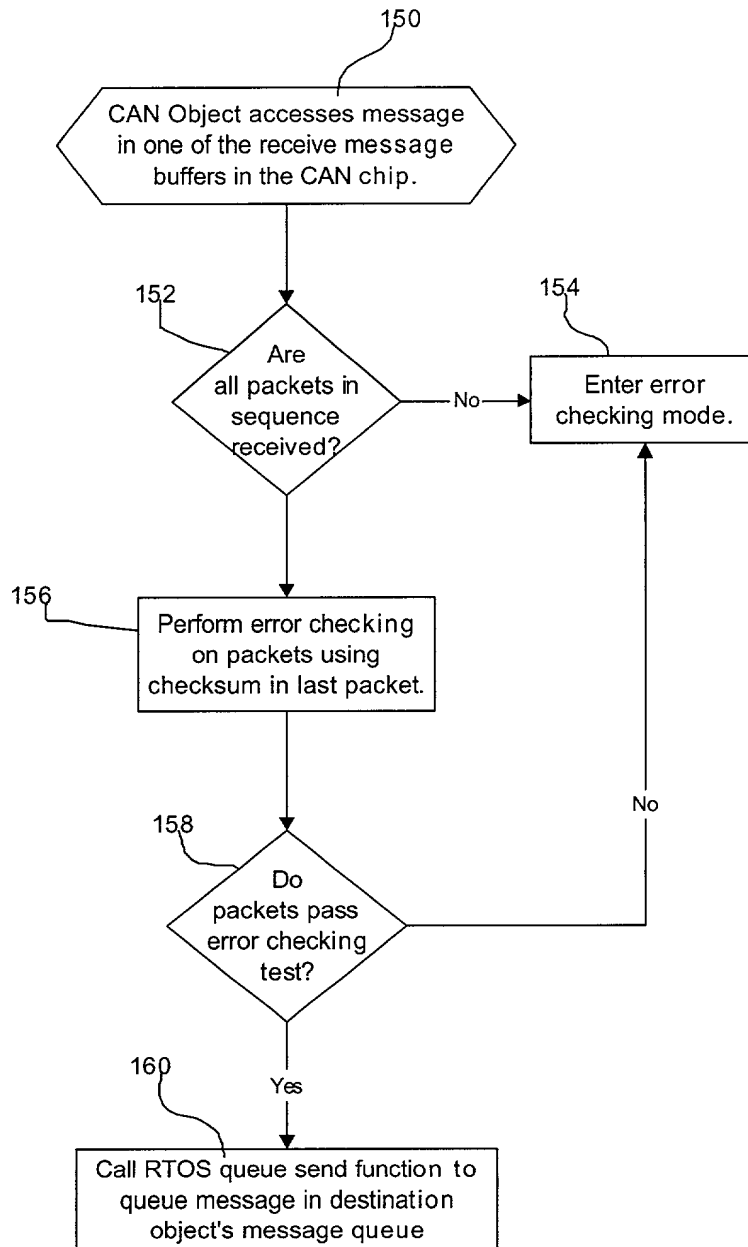 150
CAN Object accesses message
in one of the receive message
buffers in the CAN chip.
152
Are
all packets in
sequence
received?
No
154
Enter error
checking mode.
156
Perform error checking
on packets using
checksum in last packet.
158
Do
packets pass
error checking
test?
No
Yes
160
Call RTOS queue send function to
queue message in destination
object's message queue